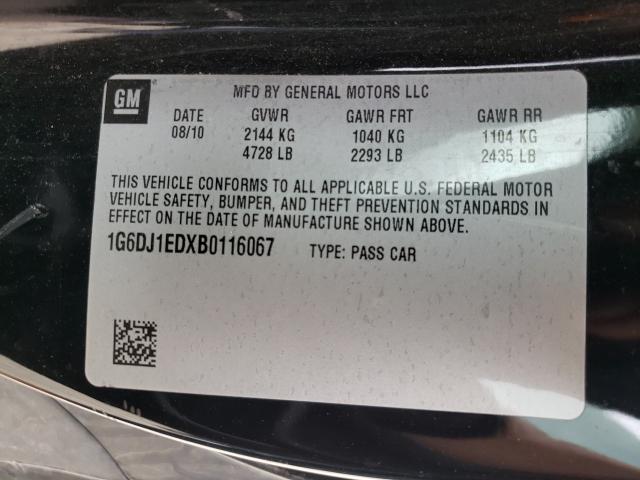 GM
MFD BY GENERAL MOTORS LLC
DATE GVWR GAWR FRT GAWR RR
08/10 2144 KG 1040 KG 1104 KG
4728 LB 2293 LB 2435 LB
THIS VEHICLE CONFORMS TO ALL APPLICABLE U.S. FEDERAL MOTOR
VEHICLE SAFETY, BUMPER, AND THEFT PREVENTION STANDARDS IN
EFFECT ON THE DATE OF MANUFACTURE SHOWN ABOVE.
1G6DJ1EDXB0116067 TYPE: PASS CAR